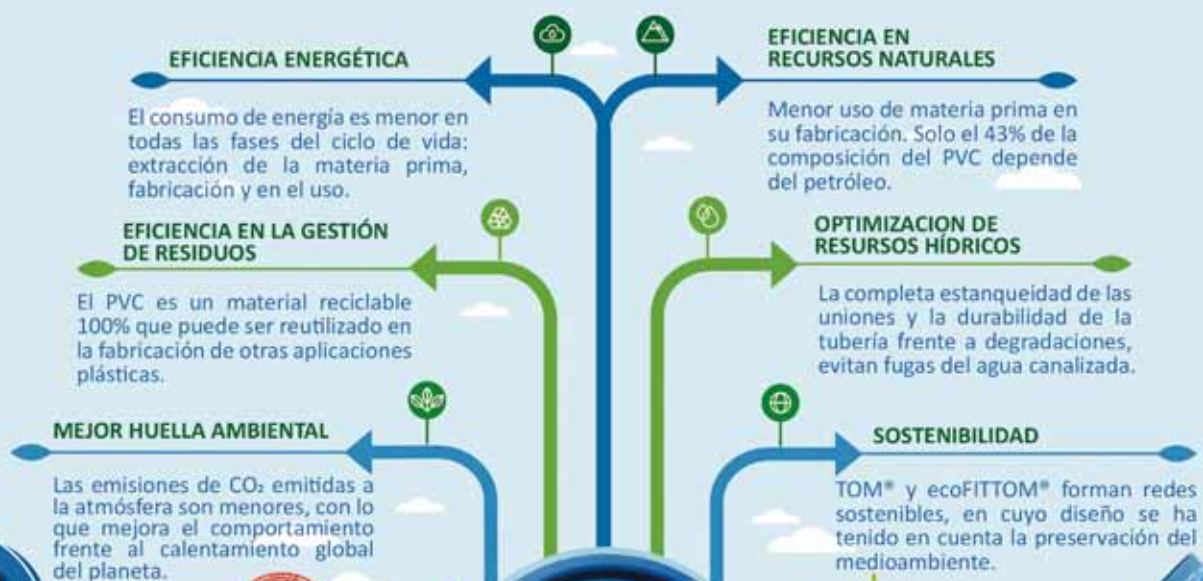 EFICIENCIA ENERGÉTICA
El consumo de energía es menor en
todas las fases del ciclo de vida:
extracción de la materia prima,
fabricación y en el uso.
EFICIENCIA EN
RECURSOS NATURALES
Menor uso de materia prima en
su fabricación. Solo el 43% de la
composición del PVC depende
del petróleo.
EFICIENCIA EN LA GESTIÓN
DE RESIDUOS
El PVC es un material reciclable
100% que puede ser reutilizado en
la fabricación de otras aplicaciones
plásticas.
OPTIMIZACION DE
RESURSOS HÍDRICOS
La completa estanqueidad de las
uniones y la durabilidad de la
tubería frente a degradaciones,
evitan fugas del agua canalizada.
MEJOR HUELLA AMBIENTAL
Las emisiones de CO₂ emitidas a
la atmósfera son menores, con lo
que mejora el comportamiento
frente al calentamiento global
del planeta.
SOSTENIBILIDAD
TOM® y ecoFITTOM® forman redes
sostenibles, en cuyo diseño se ha
tenido en cuenta la preservación del
medioambiente.